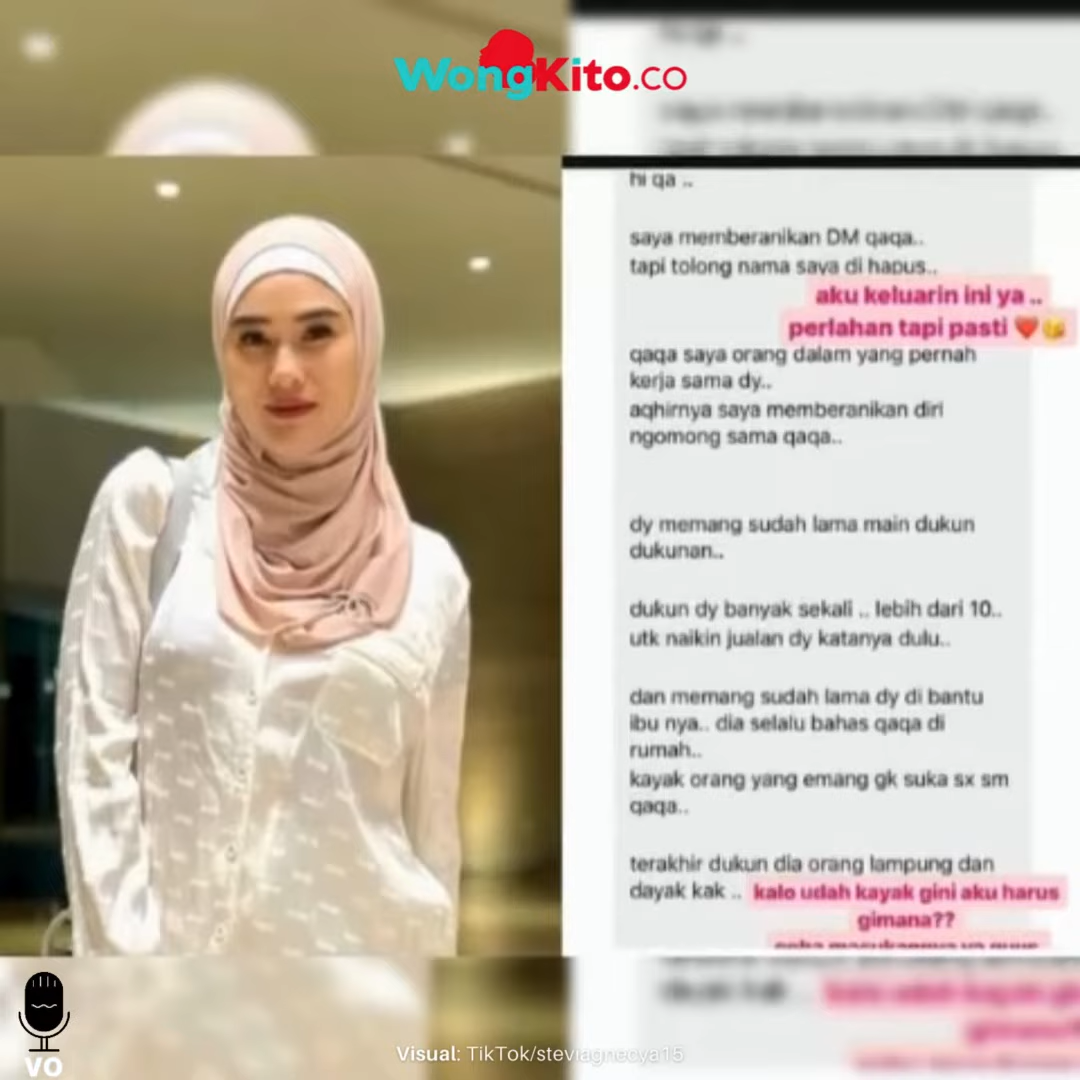 WongKito.co
hi qa ..
saya memberanikan DM qaqa..
tapi tolong nama saya di hapus..
aku keluarin ini ya ..
perlahan tapi pasti ❤️😘
qaqa saya orang dalam yang pernah
kerja sama dy..
aqhirnya saya memberanikan diri
ngomong sama qaqa..
dy memang sudah lama main dukun
dukunan..
dukun dy banyak sekali .. lebih dari 10..
utk naikin jualan dy katanya dulu..
dan memang sudah lama dy di bantu
ibu nya.. dia selalu bahas qaqa di
rumah..
kayak orang yang emang gk suka sx sm
qaqa..
terakhir dukun dia orang lampung dan
dayak kak .. kalo udah kayak gini aku harus
gimana??
VO
Visual: TikTok/steviagnecya15